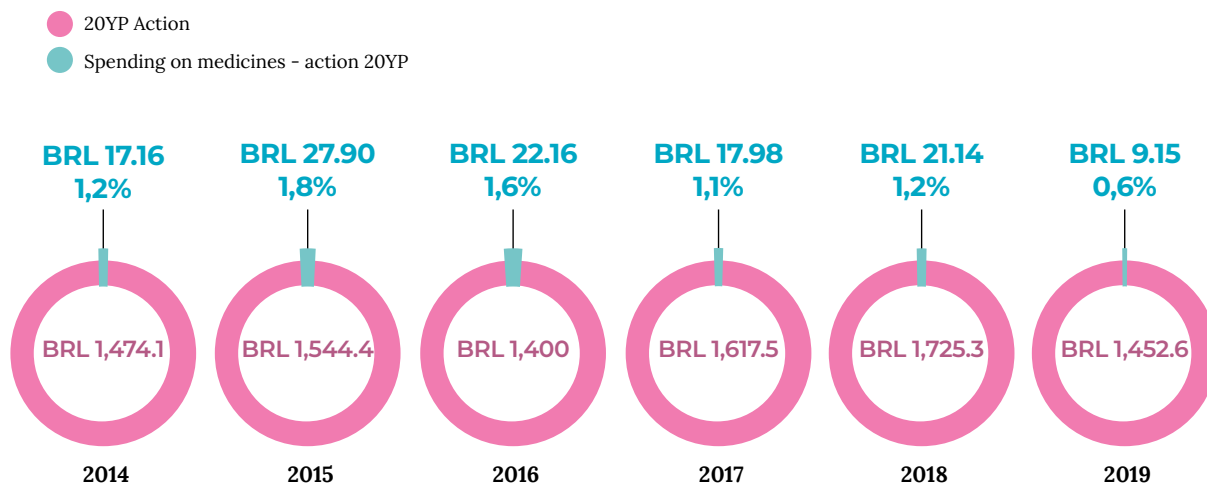 20YP Action
Spending on medicines - action 20YP
BRL 17.16
1,2%
BRL 27.90
1,8%
BRL 22.16
1,6%
BRL 17.98
1,1%
BRL 21.14
1,2%
BRL 9.15
0,6%
BRL 1,474.1
BRL 1,544.4
BRL 1,400
BRL 1,617.5
BRL 1,725.3
BRL 1,452.6
2014
2015
2016
2017
2018
2019